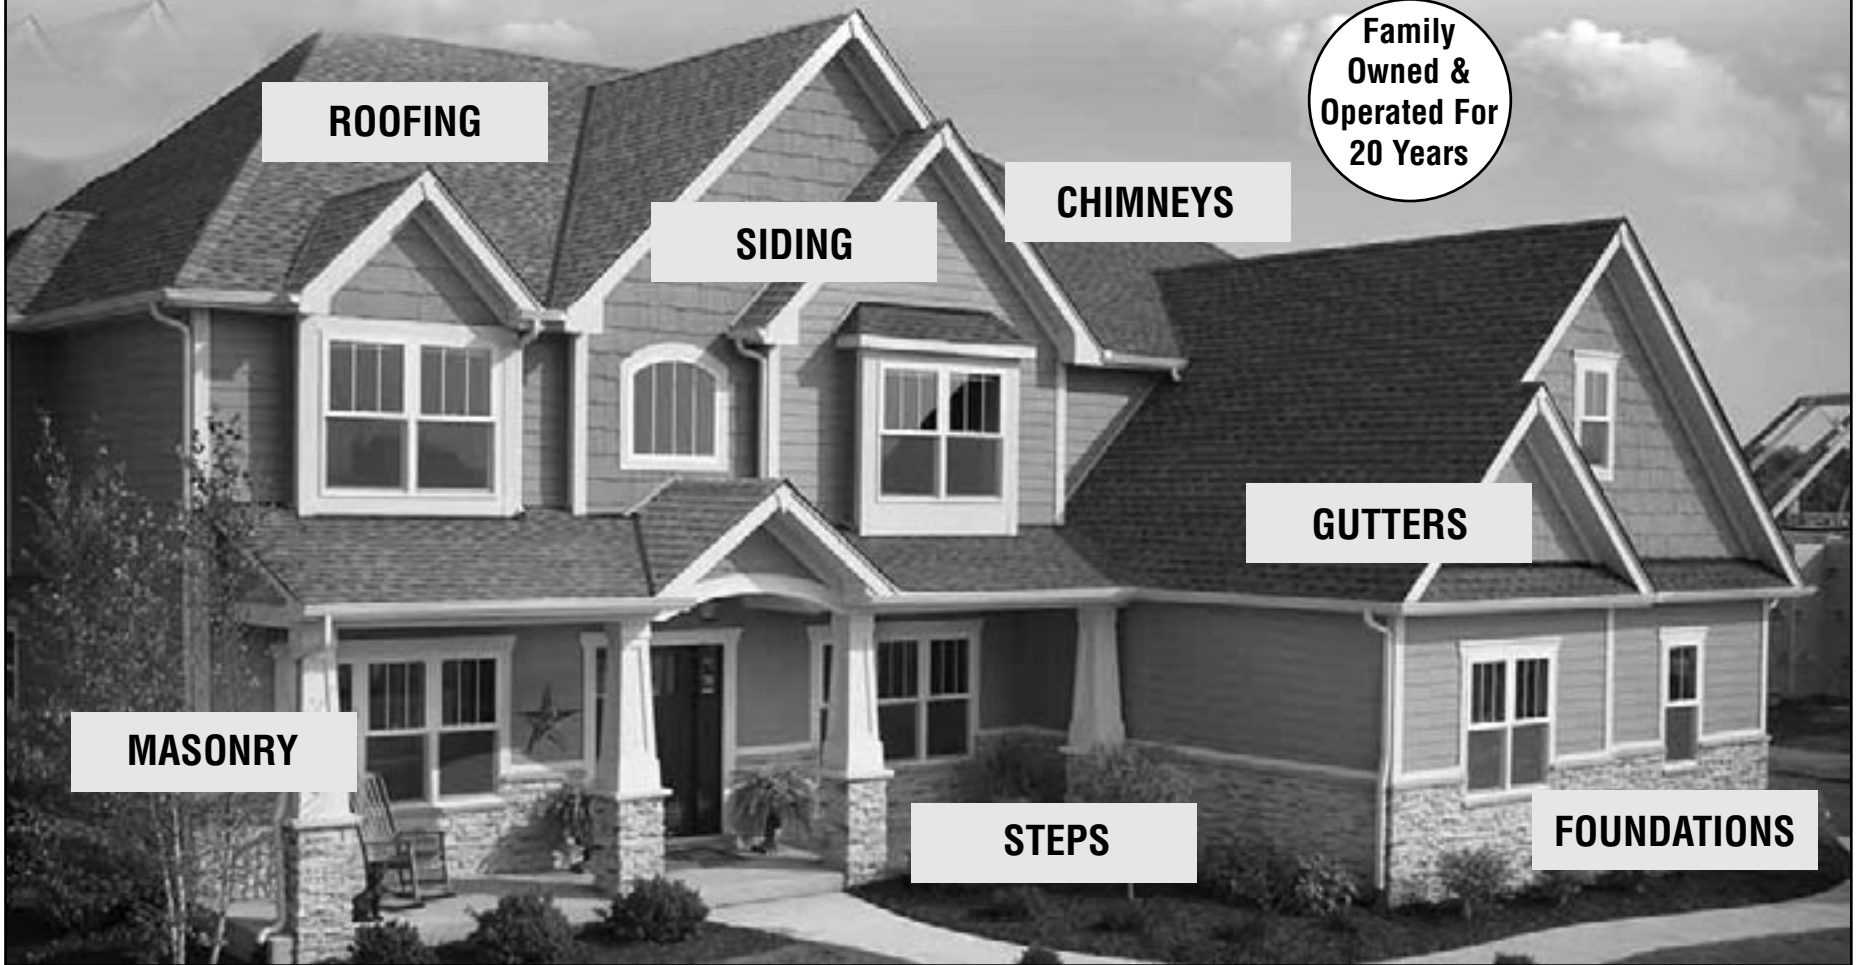 Family
Owned &
Operated For
20 Years
ROOFING
CHIMNEYS
SIDING
GUTTERS
MASONRY
STEPS
FOUNDATIONS